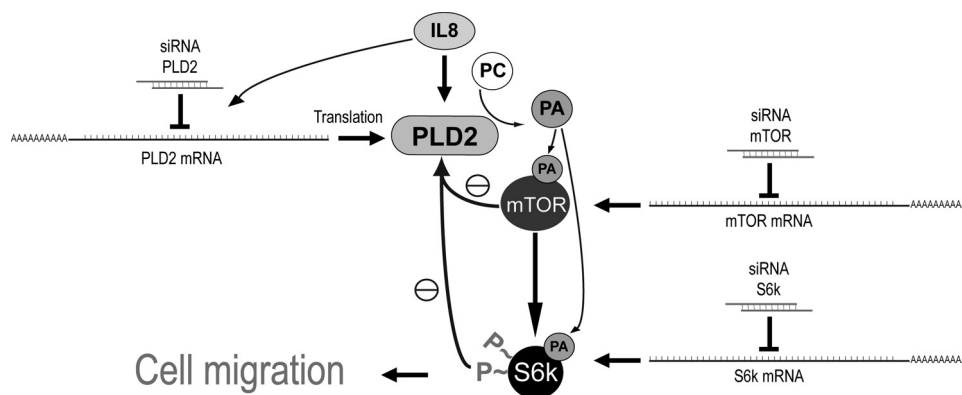 IL8
siRNA
PLD2
PC
PA
Translation
AAAAAAAAAA
PLD2 mRNA
PLD2
siRNA
mTOR
PA
mTOR
mTOR mRNA
AAAAAAAAA
siRNA
S6k
P
P~
PA
S6k
S6k mRNA
AAAAAAAAA
Cell migration